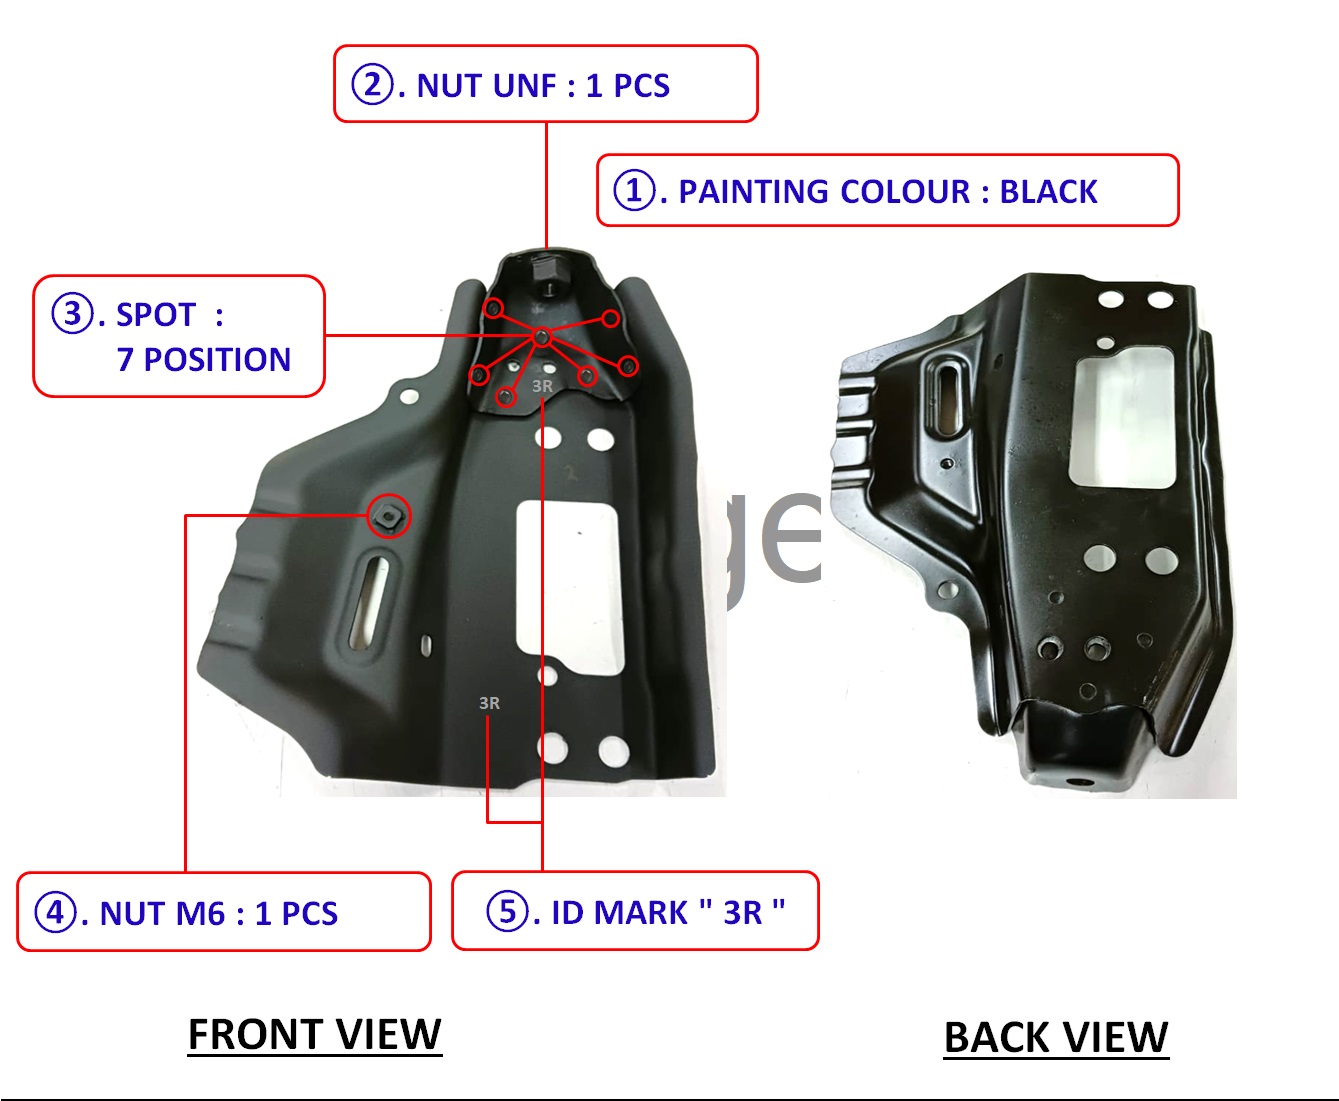 ②. NUT UNF : 1 PCS
①. PAINTING COLOUR : BLACK
③. SPOT :
7 POSITION
3R
3R
④. NUT M6 : 1 PCS
⑤. ID MARK " 3R "
FRONT VIEW
BACK VIEW